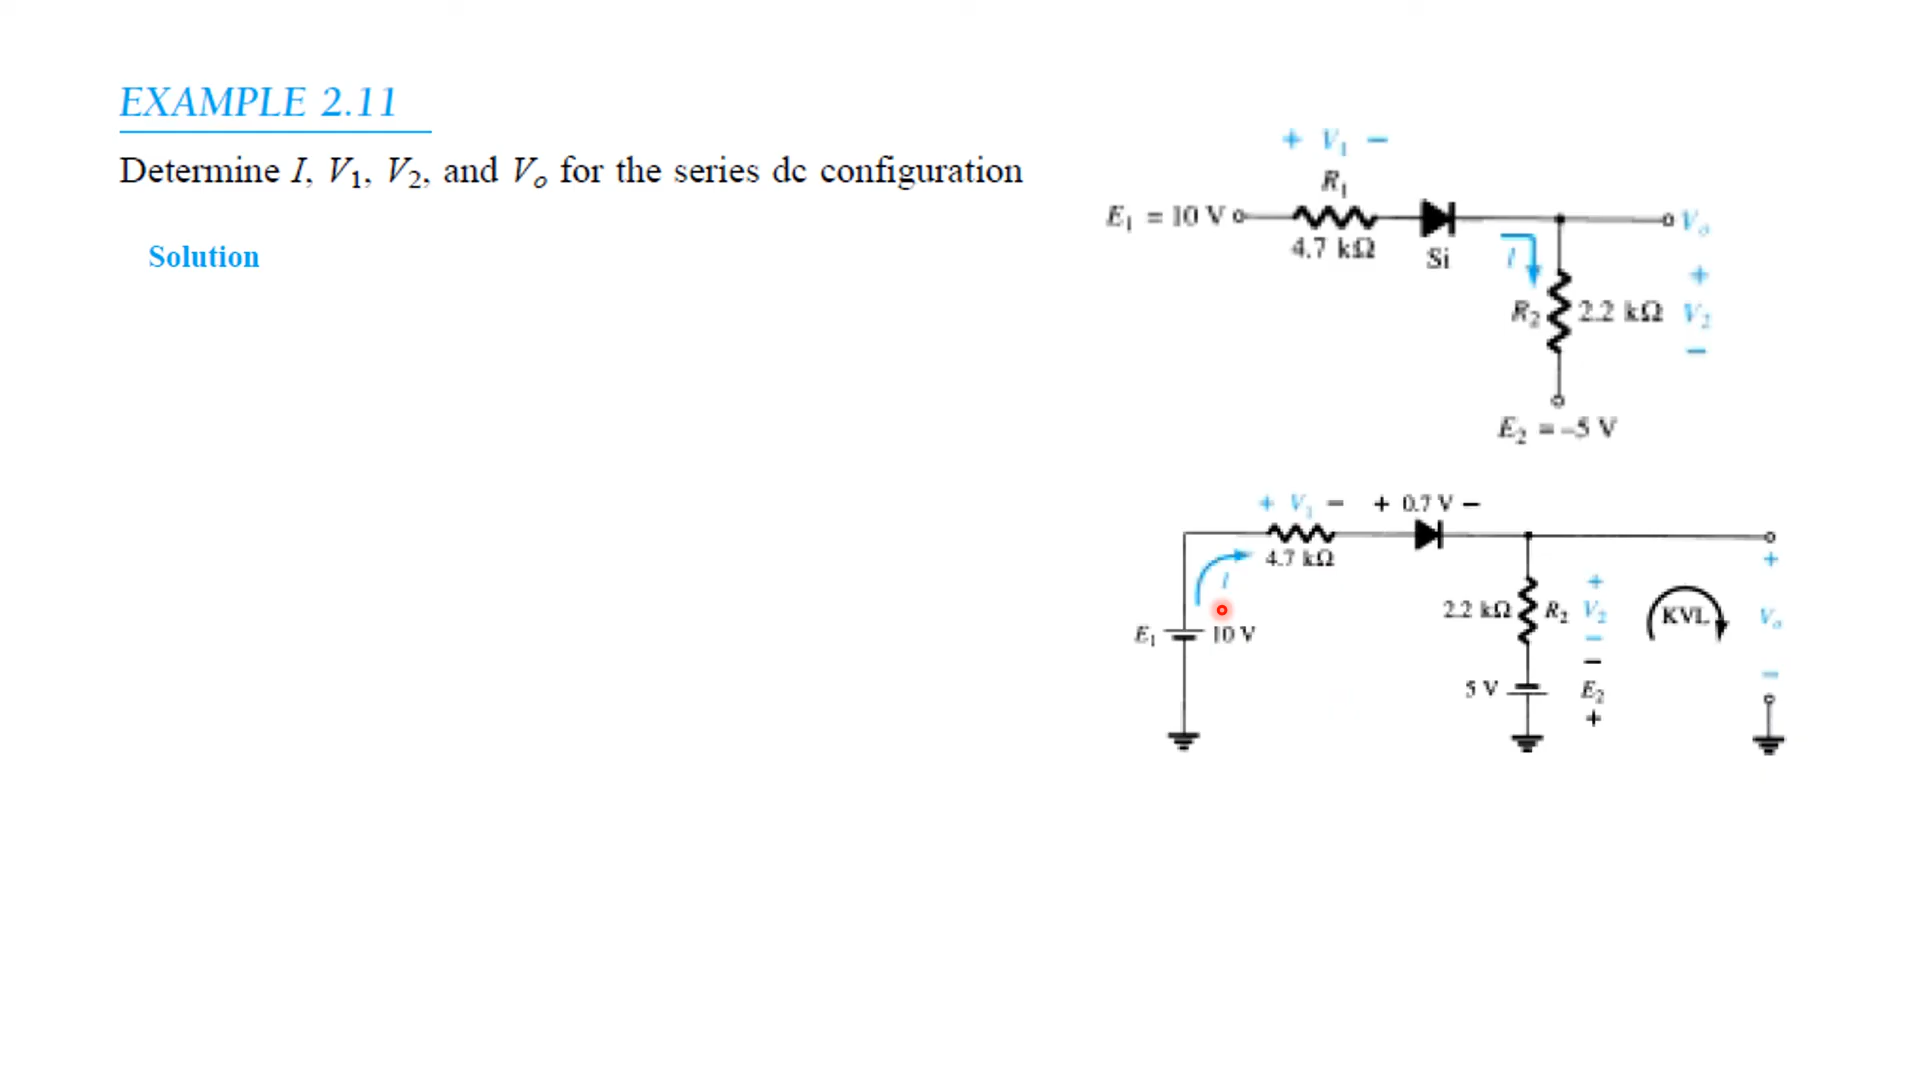 EXAMPLE 2.11
Determine I, V₁, V₂, and Vₒ for the series dc configuration
Solution
+ V₁ −
R₁
E₁ = 10 V
4.7 kΩ
Si
I
Vₒ
+
R₂
2.2 kΩ
V₂
−
E₂ = −5 V
+ V₁ −
+ 0.7 V −
4.7 kΩ
I
E₁
10 V
2.2 kΩ
R₂
+
V₂
−
KVL
+
Vₒ
−
5 V
−
E₂
+